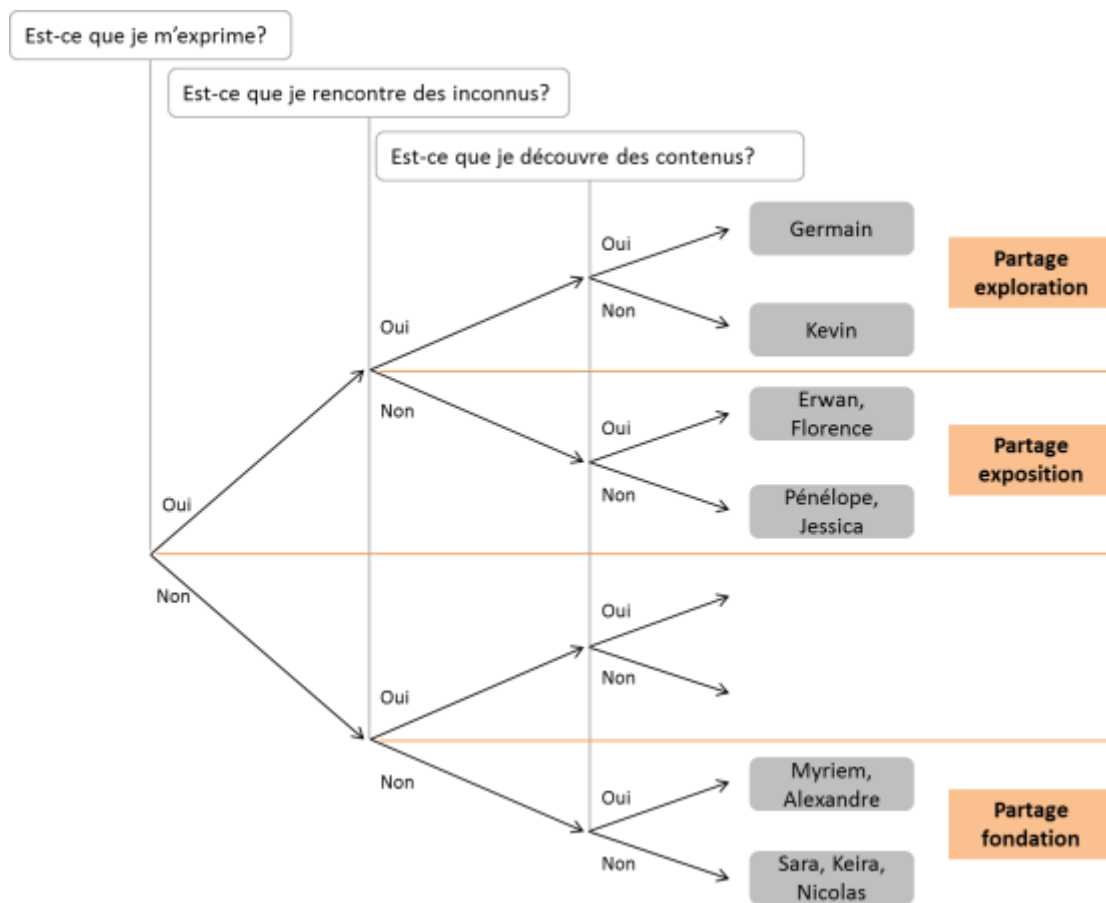 Est-ce que je m'exprime?
Est-ce que je rencontre des inconnus?
Est-ce que je découvre des contenus?
Oui
Germain
Partage
exploration
Non
Kevin
Oui
Non
Oui
Erwan,
Florence
Partage
exposition
Non
Pénélope,
Jessica
Oui
Non
Oui
Non
Oui
Non
Oui
Myriem,
Alexandre
Partage
fondation
Non
Sara, Keira,
Nicolas